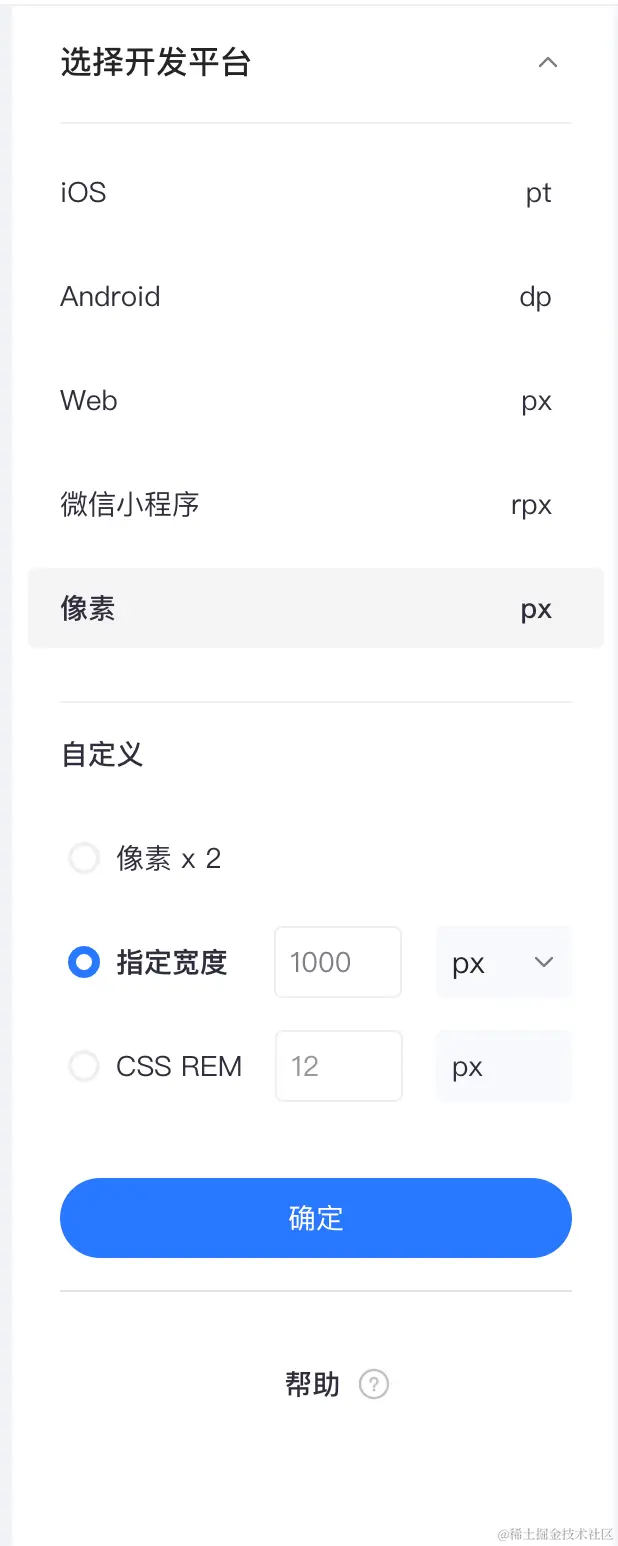 选择开发平台
iOS pt
Android dp
Web px
微信小程序 rpx
像素 px
自定义
像素 x 2
指定宽度 1000 px
CSS REM 12 px
确定
帮助 ?
@稀土掘金技术社区